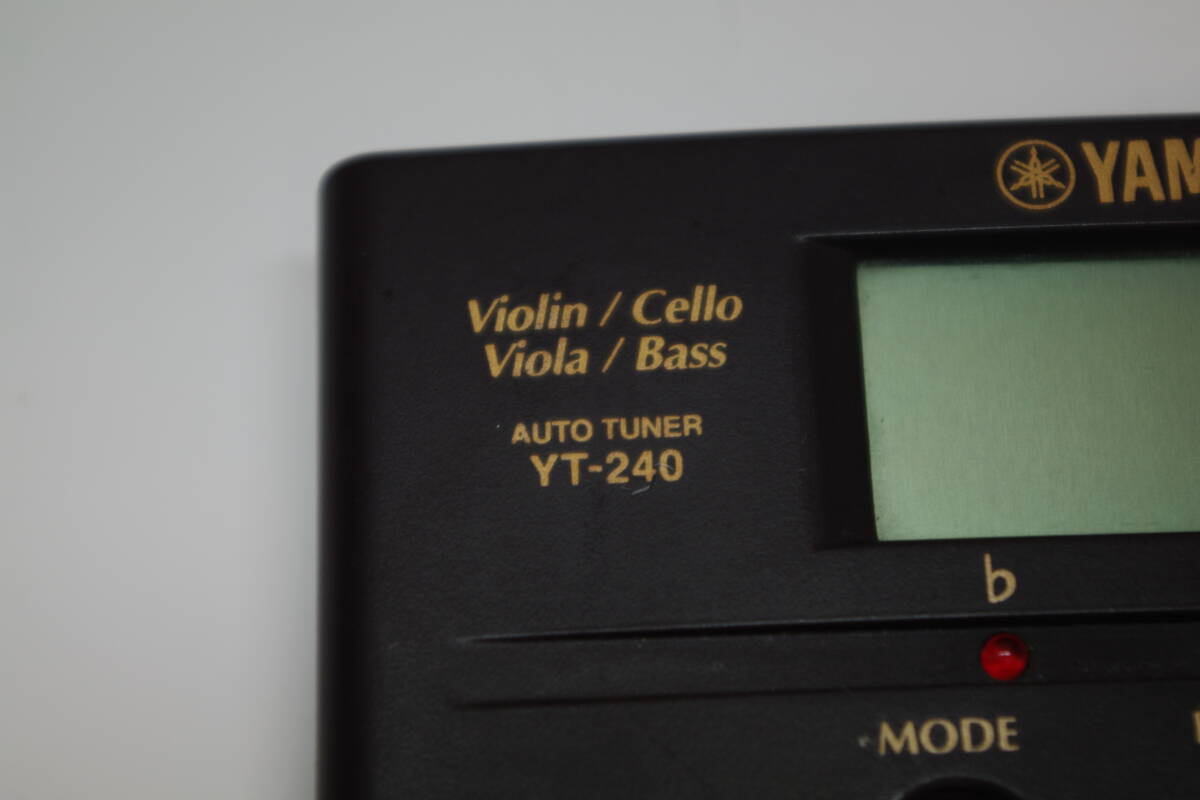 YAM
Violin / Cello
Viola / Bass
AUTO TUNER
YT-240
b
MODE